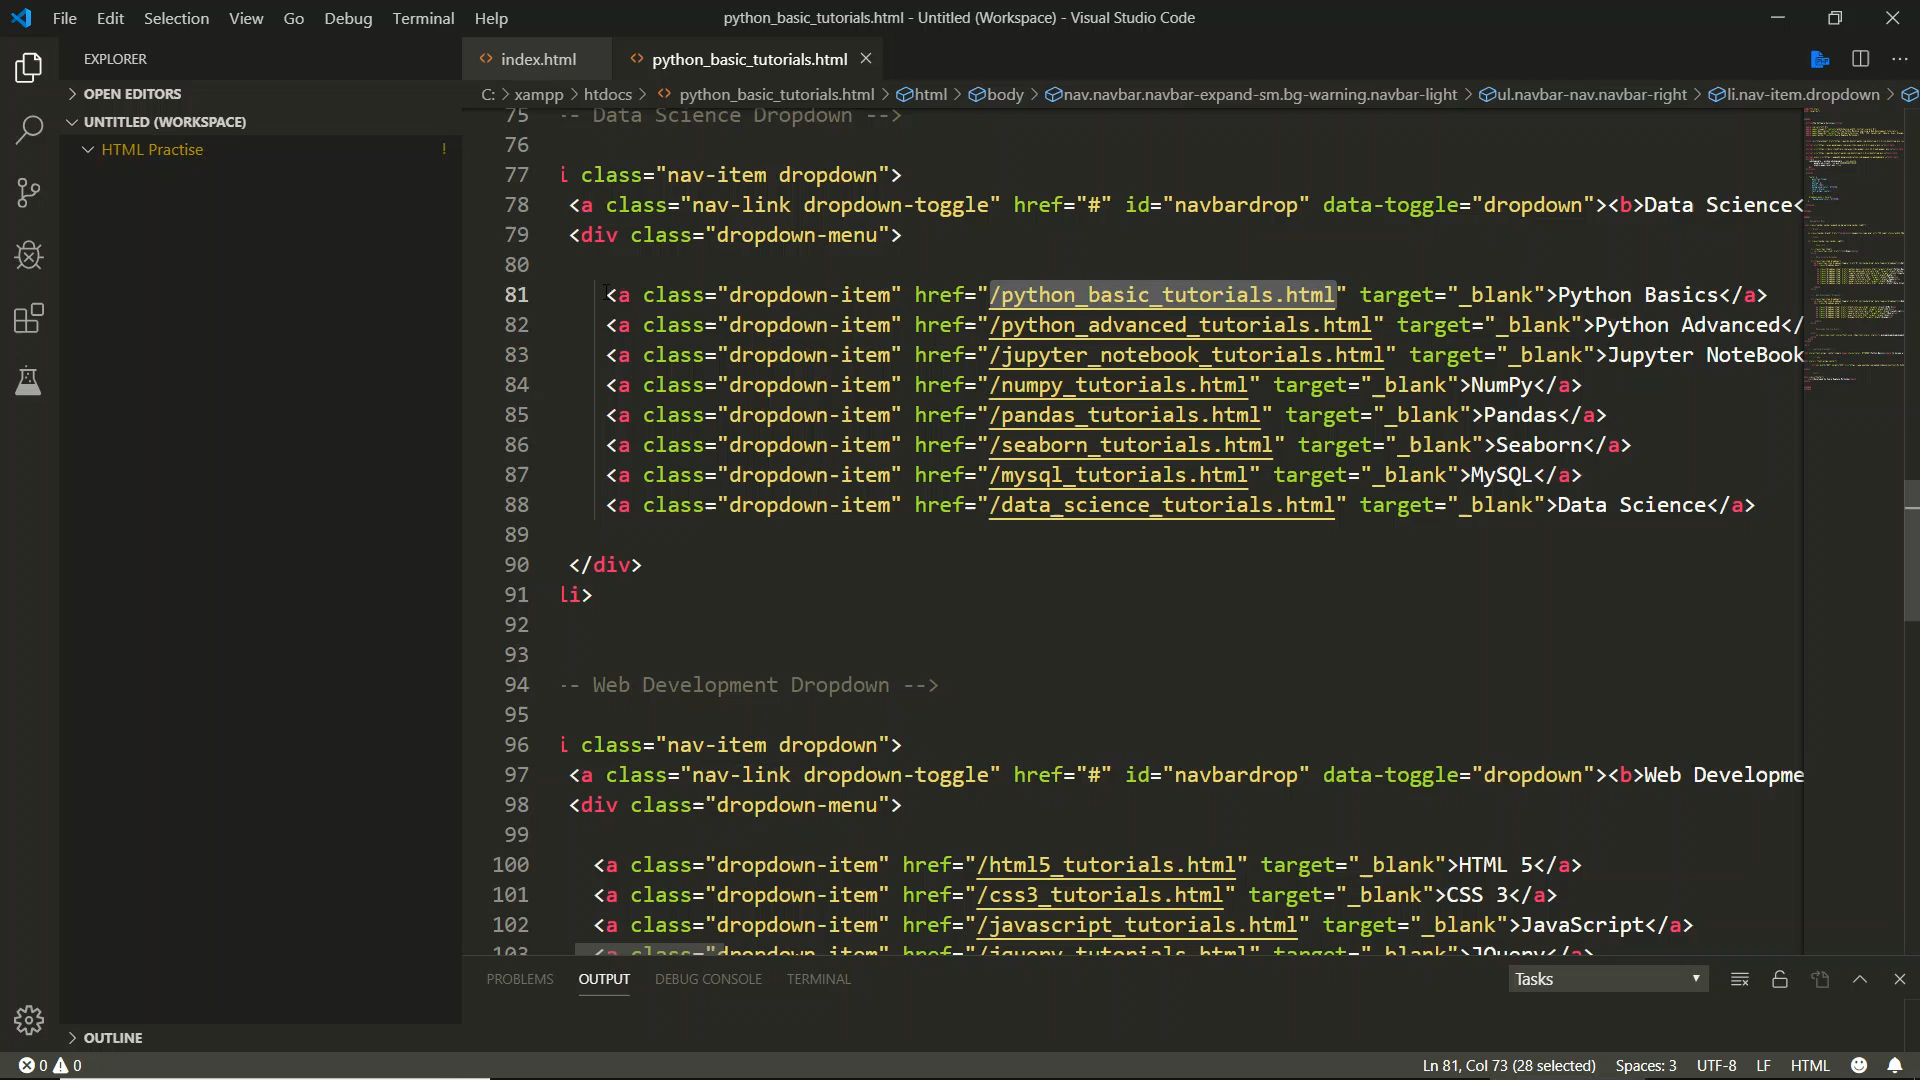 File Edit Selection View Go Debug Terminal Help
python_basic_tutorials.html - Untitled (Workspace) - Visual Studio Code
EXPLORER
OPEN EDITORS
UNTITLED (WORKSPACE)
HTML Practise !
index.html python_basic_tutorials.html
C: > xampp > htdocs > python_basic_tutorials.html > html > body > nav.navbar.navbar-expand-sm.bg-warning.navbar-light > ul.navbar-nav.navbar-right > li.nav-item.dropdown >
75 -- Data Science Dropdown -->
76
77 i class="nav-item dropdown">
78 <a class="nav-link dropdown-toggle" href="#" id="navbardrop" data-toggle="dropdown"><b>Data Science<
79 <div class="dropdown-menu">
80
81 <a class="dropdown-item" href="/python_basic_tutorials.html" target="_blank">Python Basics</a>
82 <a class="dropdown-item" href="/python_advanced_tutorials.html" target="_blank">Python Advanced</
83 <a class="dropdown-item" href="/jupyter_notebook_tutorials.html" target="_blank">Jupyter NoteBook
84 <a class="dropdown-item" href="/numpy_tutorials.html" target="_blank">NumPy</a>
85 <a class="dropdown-item" href="/pandas_tutorials.html" target="_blank">Pandas</a>
86 <a class="dropdown-item" href="/seaborn_tutorials.html" target="_blank">Seaborn</a>
87 <a class="dropdown-item" href="/mysql_tutorials.html" target="_blank">MySQL</a>
88 <a class="dropdown-item" href="/data_science_tutorials.html" target="_blank">Data Science</a>
89
90 </div>
91 li>
92
93
94 -- Web Development Dropdown -->
95
96 i class="nav-item dropdown">
97 <a class="nav-link dropdown-toggle" href="#" id="navbardrop" data-toggle="dropdown"><b>Web Developme
98 <div class="dropdown-menu">
99
100 <a class="dropdown-item" href="/html5_tutorials.html" target="_blank">HTML 5</a>
101 <a class="dropdown-item" href="/css3_tutorials.html" target="_blank">CSS 3</a>
102 <a class="dropdown-item" href="/javascript_tutorials.html" target="_blank">JavaScript</a>
103 <a class="dropdown-item" href="/jquery_tutorials.html" target="_blank">JQuery</a>
PROBLEMS OUTPUT DEBUG CONSOLE TERMINAL
Tasks
OUTLINE
0 0
Ln 81, Col 73 (28 selected) Spaces: 3 UTF-8 LF HTML